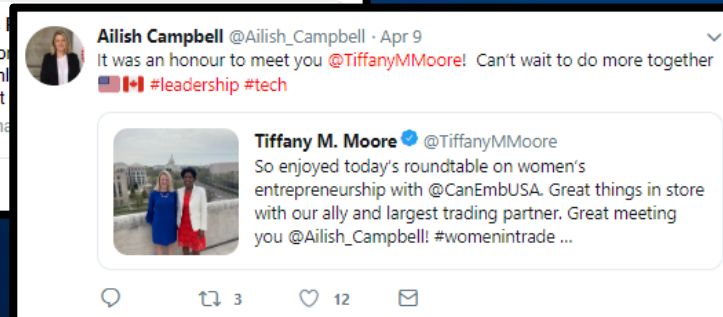 Ailish Campbell @Ailish_Campbell · Apr 9
It was an honour to meet you @TiffanyMMoore! Can't wait to do more together
#leadership #tech
Tiffany M. Moore @TiffanyMMoore
So enjoyed today's roundtable on women's
entrepreneurship with @CanEmbUSA. Great things in store
with our ally and largest trading partner. Great meeting
you @Ailish_Campbell! #womenintrade ...
3 12